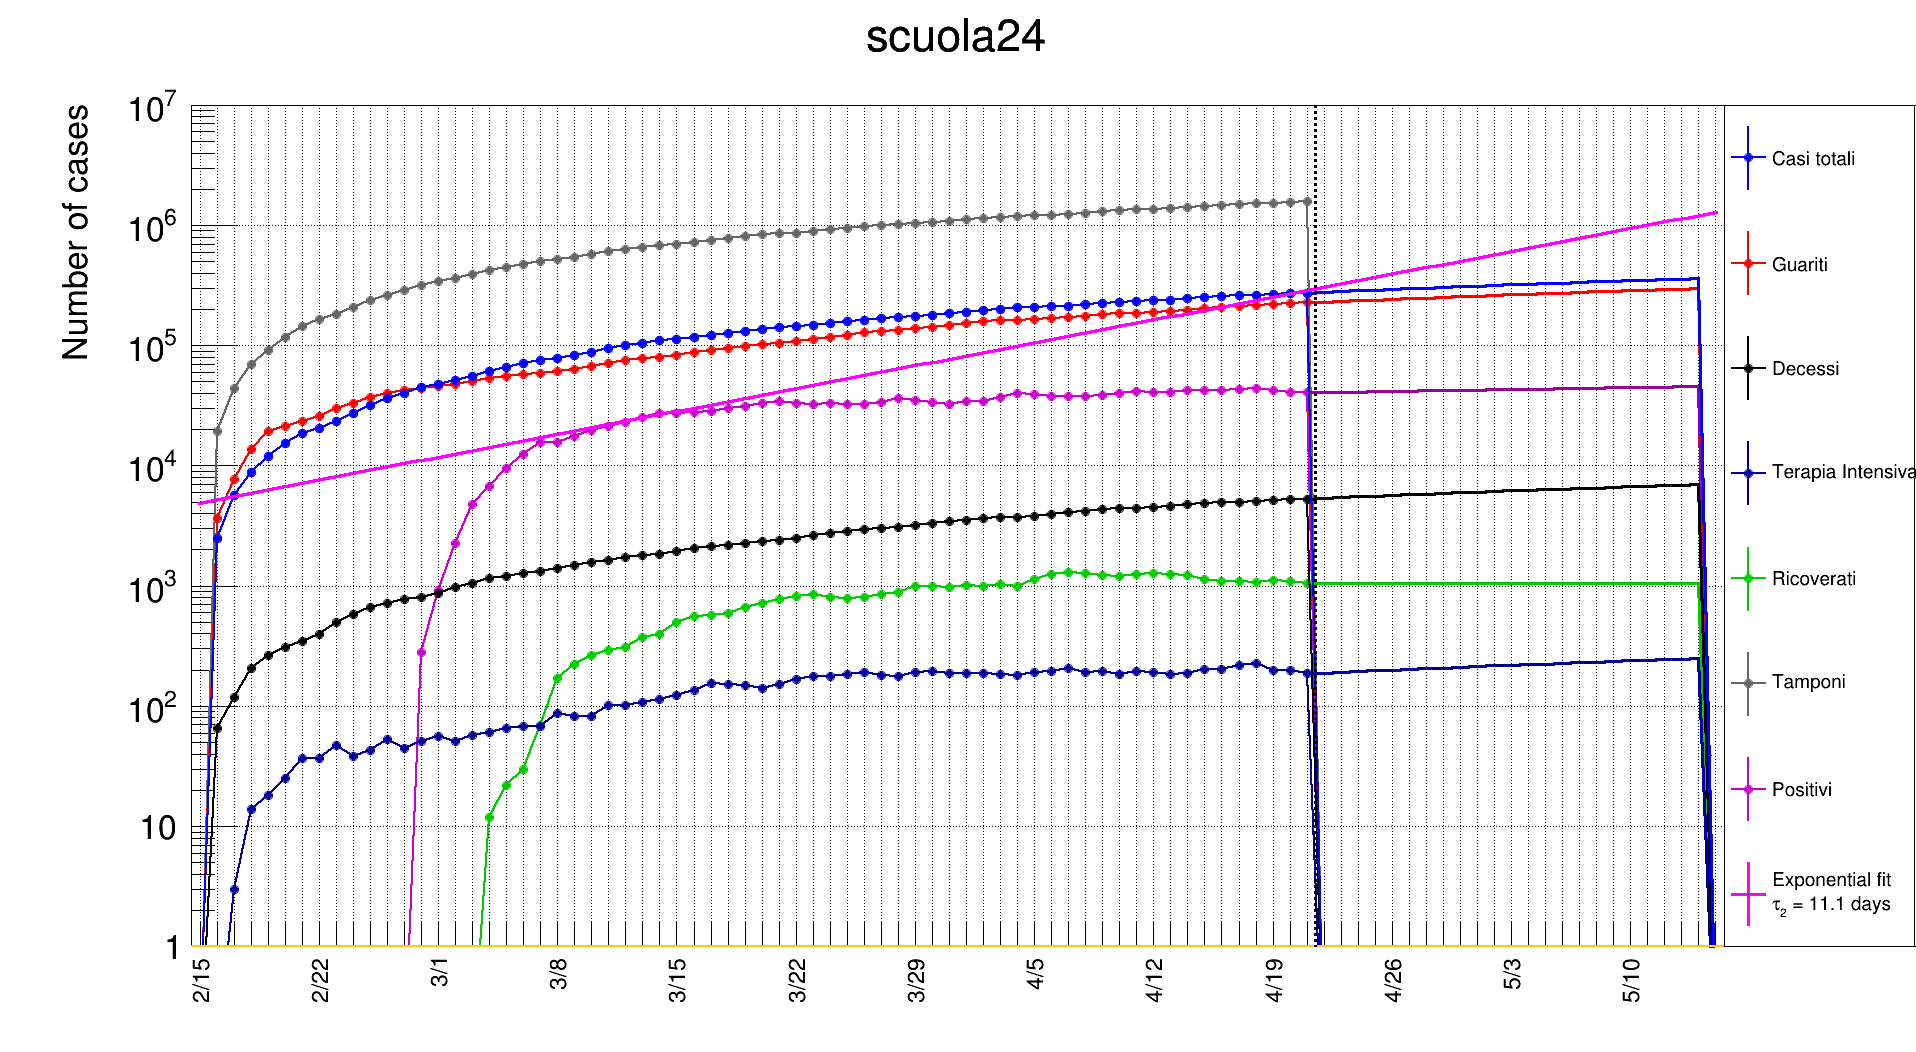 scuola24
Number of cases
10^7
10^6
10^5
10^4
10^3
10^2
10
1
2/15
2/22
3/1
3/8
3/15
3/22
3/29
4/5
4/12
4/19
4/26
5/3
5/10
Casi totali
Guariti
Decessi
Terapia Intensiva
Ricoverati
Tamponi
Positivi
Exponential fit
τ_2 = 11.1 days